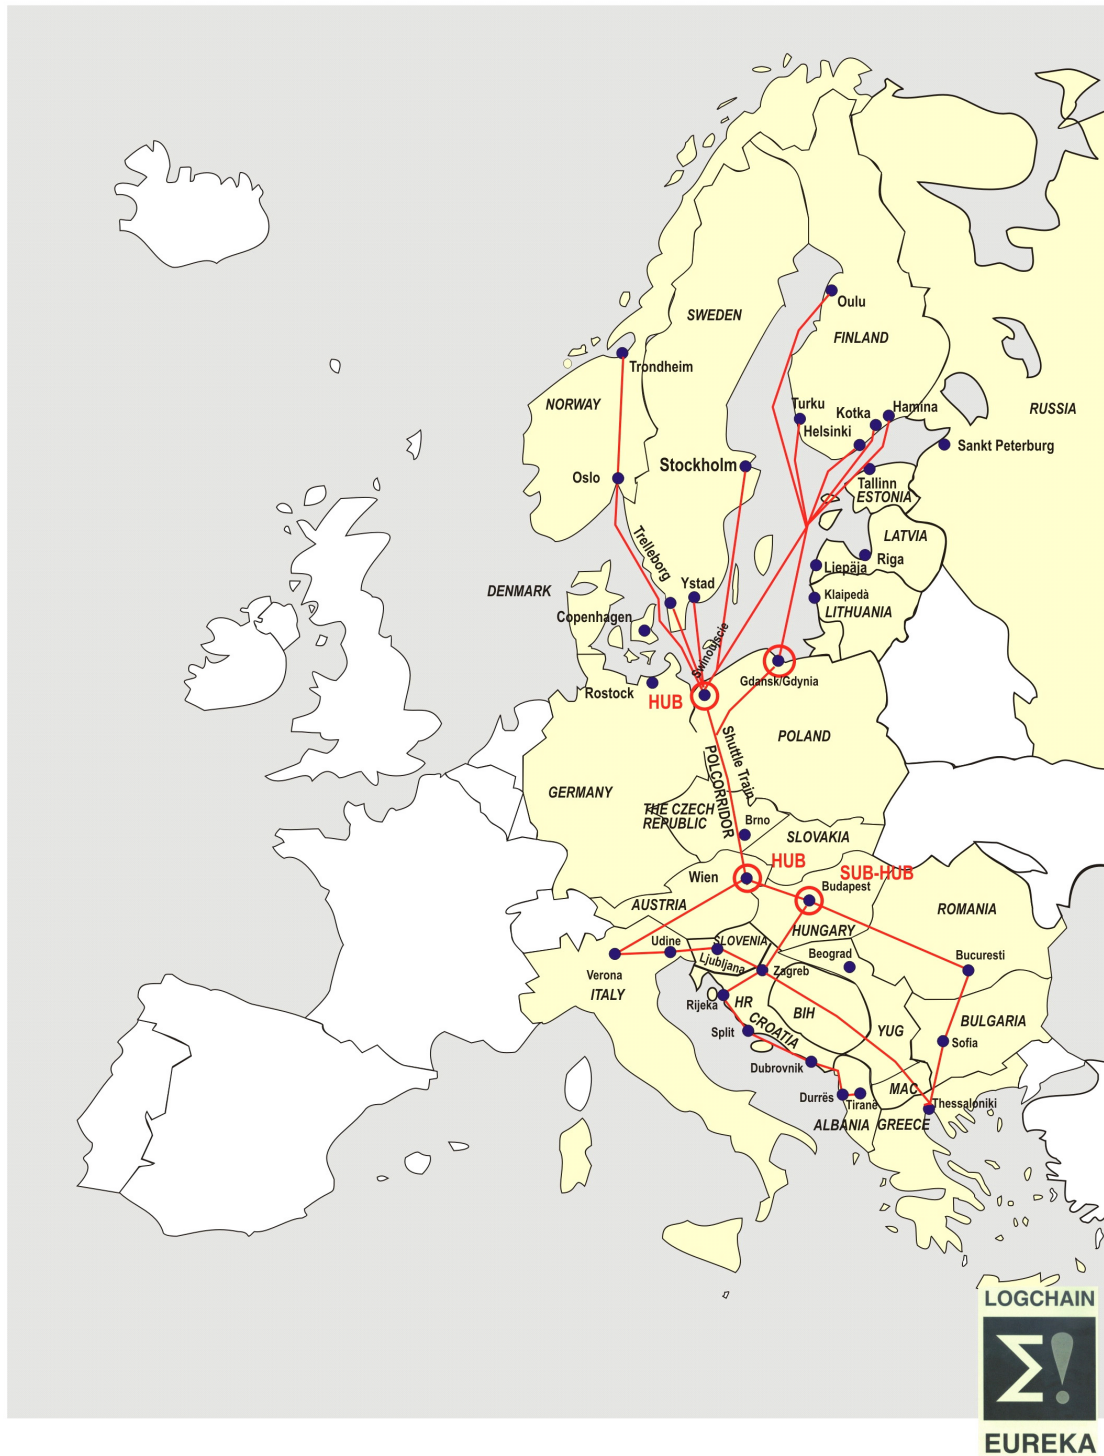 Oulu
SWEDEN
FINLAND
Trondheim
NORWAY
Turku
Kotka
Hamina
RUSSIA
Helsinki
Sankt Peterburg
Stockholm
Oslo
Tallinn
ESTONIA
Trelleborg
LATVIA
Riga
Liepäja
DENMARK
Ystad
Klaipedà
LITHUANIA
Copenhagen
Swinoujscie
Gdansk/Gdynia
Rostock
HUB
POLAND
Shuttle Train
POLCORRIDOR
GERMANY
THE CZECH
REPUBLIC
Brno
SLOVAKIA
HUB
Wien
SUB-HUB
Budapest
AUSTRIA
ROMANIA
HUNGARY
Udine
SLOVENIA
Beograd
Bucuresti
Ljubljana
Zagreb
Verona
ITALY
Rijeka
HR
BIH
CROATIA
Split
YUG
BULGARIA
Sofia
Dubrovnik
MAC
Durrës
Tiranë
Thessaloniki
ALBANIA
GREECE
LOGCHAIN
Σ!
EUREKA